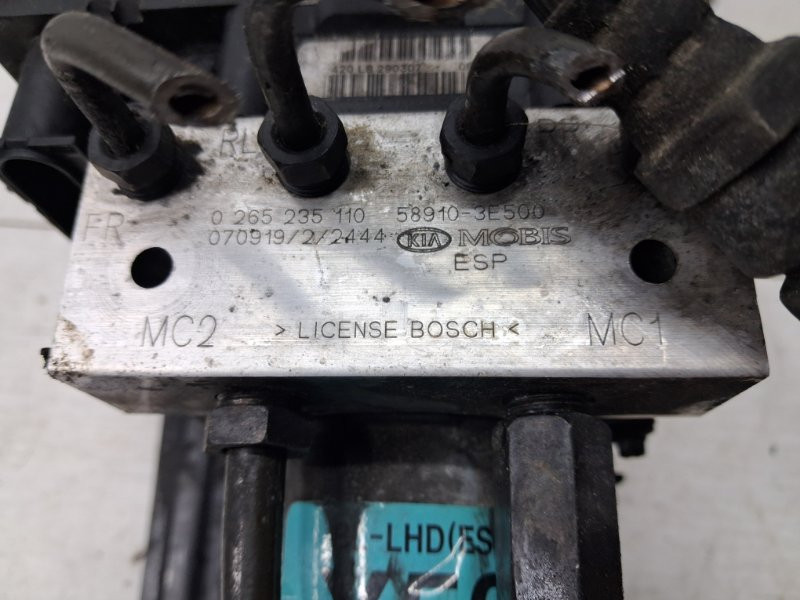 RL
FR
0 265 235 110 58910-3E500
070919/2/2444 KIA MOBIS
ESP
MC2 > LICENSE BOSCH < MC1
-LHD(ES